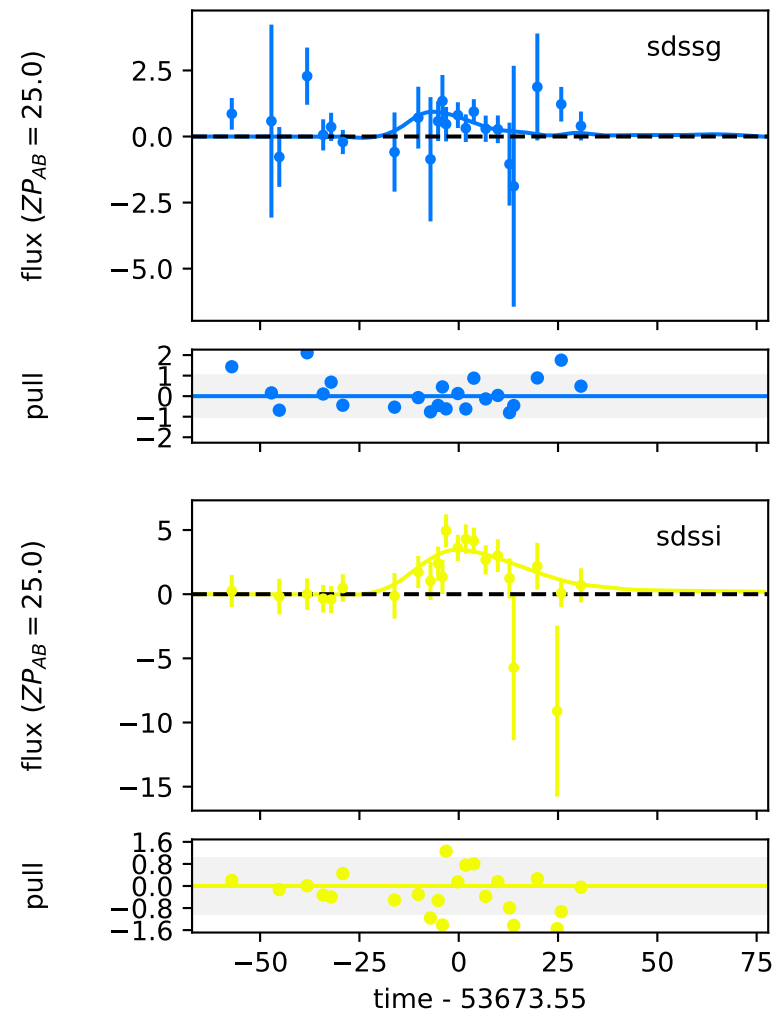 sdssg
flux (ZP_AB = 25.0)
2.5
0.0
−2.5
−5.0
pull
2
1
0
−1
−2
sdssi
flux (ZP_AB = 25.0)
5
0
−5
−10
−15
pull
1.6
0.8
0.0
−0.8
−1.6
−50 −25 0 25 50 75
time - 53673.55